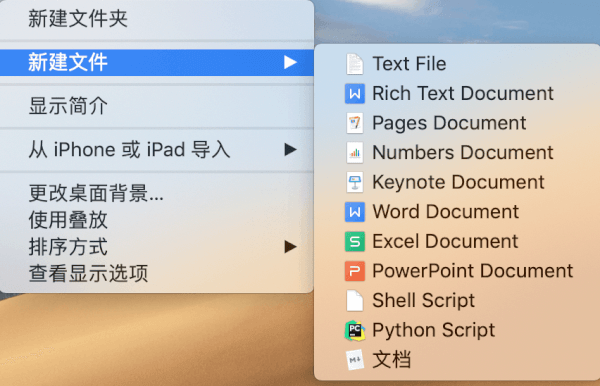 新建文件夹
新建文件
显示简介
从 iPhone 或 iPad 导入
更改桌面背景...
使用叠放
排序方式
查看显示选项
Text File
W Rich Text Document
Pages Document
Numbers Document
Keynote Document
W Word Document
S Excel Document
P PowerPoint Document
Shell Script
PC Python Script
M↓ 文档